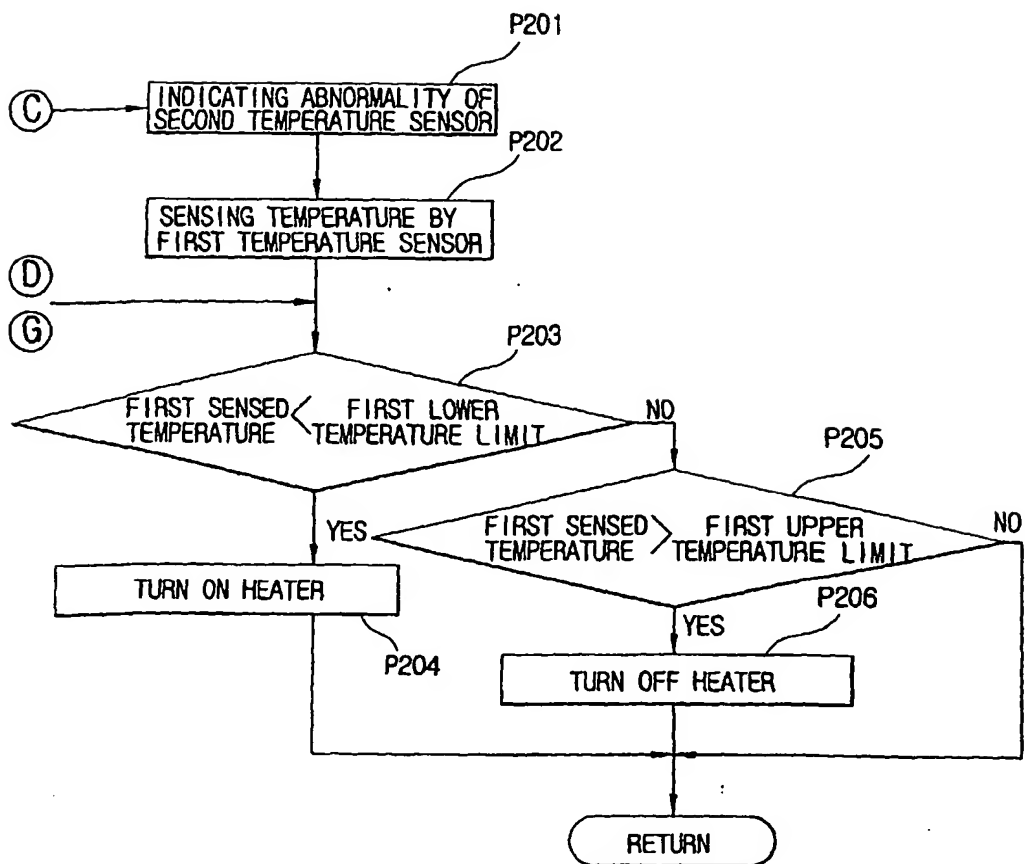 P201
INDICATING ABNORMALITY OF
SECOND TEMPERATURE SENSOR
C
P202
SENSING TEMPERATURE BY
FIRST TEMPERATURE SENSOR
D
G
P203
FIRST SENSED < FIRST LOWER
TEMPERATURE TEMPERATURE LIMIT
NO
P205
YES
FIRST SENSED > FIRST UPPER
TEMPERATURE TEMPERATURE LIMIT
NO
TURN ON HEATER
P204
YES
P206
TURN OFF HEATER
RETURN